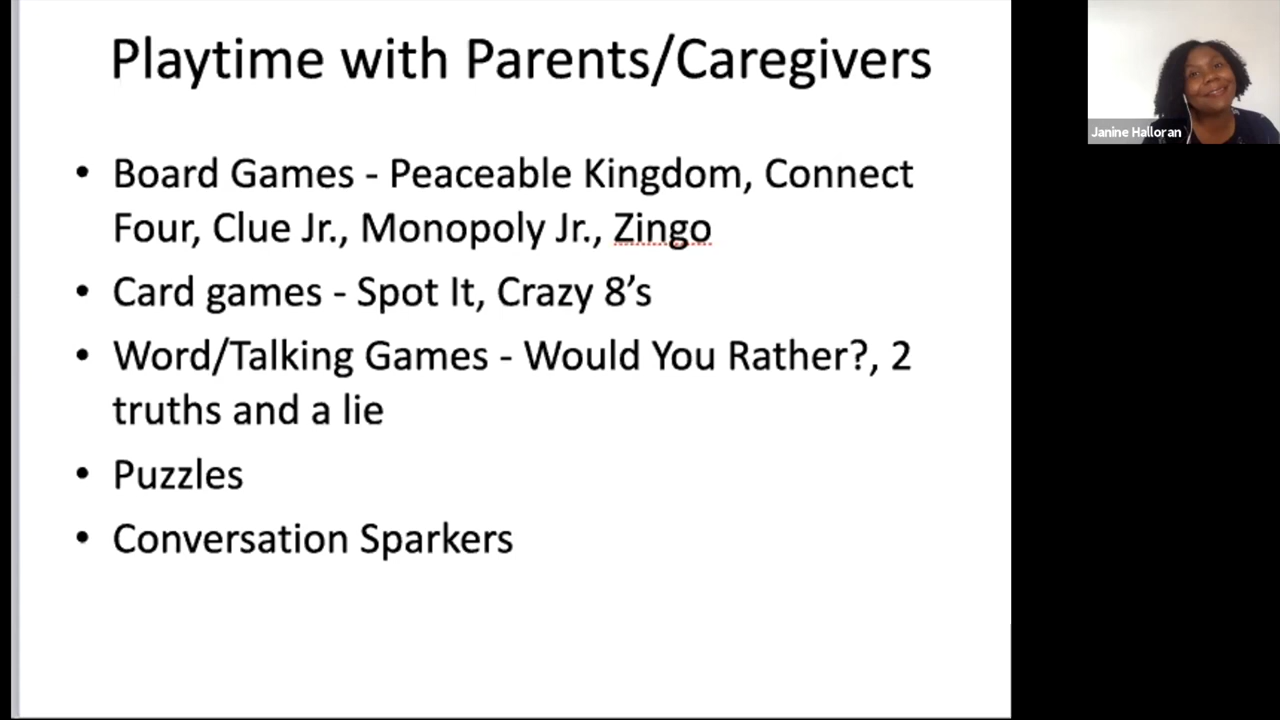 Playtime with Parents/Caregivers
• Board Games - Peaceable Kingdom, Connect
Four, Clue Jr., Monopoly Jr., Zingo
• Card games - Spot It, Crazy 8’s
• Word/Talking Games - Would You Rather?, 2
truths and a lie
• Puzzles
• Conversation Sparkers
Janine Halloran